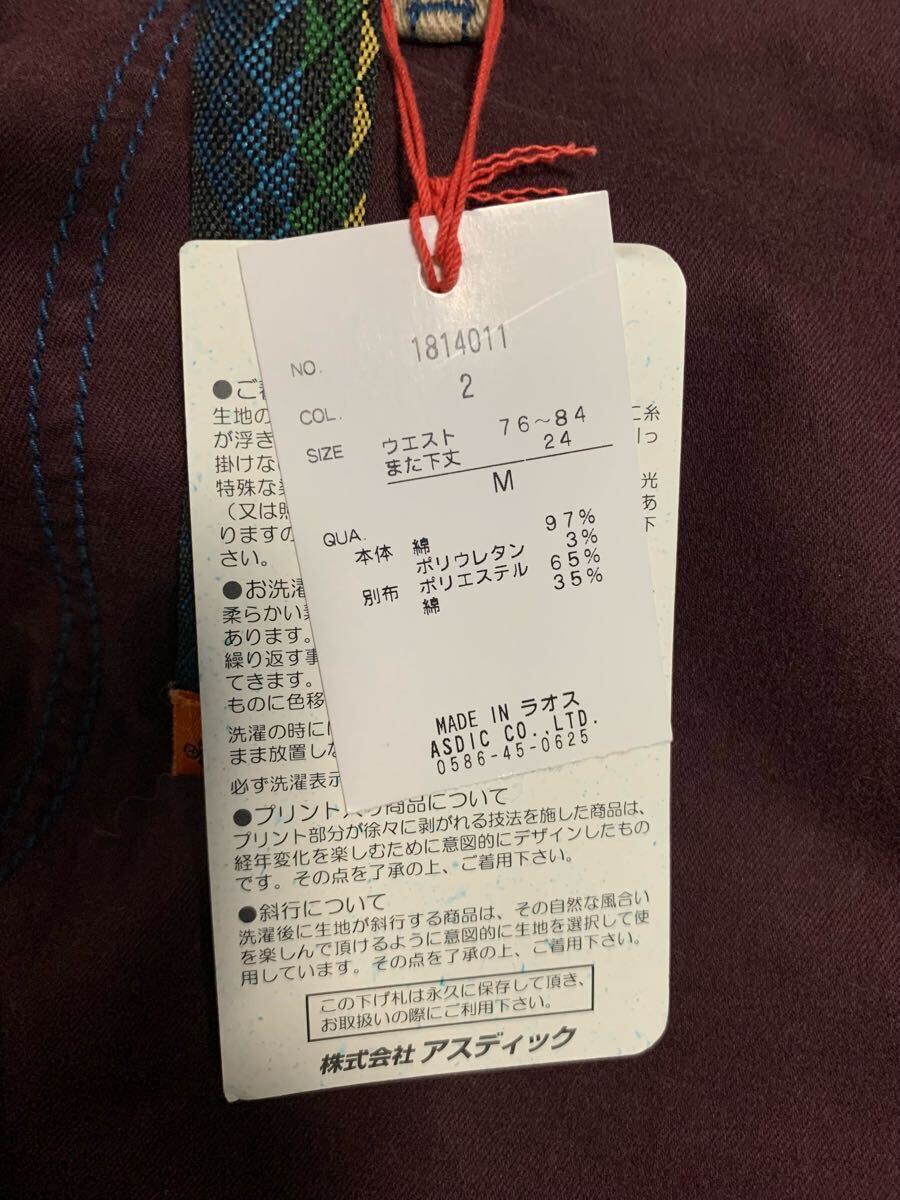 NO. 1814011
COL. 2
SIZE ウエスト 76~84
また下丈 24
M
QUA.
本体 綿 97%
ポリウレタン 3%
別布 ポリエステル 65%
綿 35%
MADE IN ラオス
ASDIC CO.,LTD.
0586-45-0625
●ご
生地の に糸
が浮き
掛けな
特殊な 光
(又は あ
りますの 下
さい。
●お洗濯
柔らかい
あります。
繰り返す事
てきます。
ものに色移
洗濯の時に
まま放置し
必ず洗濯表示
●プリント入り商品について
プリント部分が徐々に剥がれる技法を施した商品は、
経年変化を楽しむために意図的にデザインしたもの
です。その点を了承の上、ご着用下さい。
●斜行について
洗濯後に生地が斜行する商品は、その自然な風合い
を楽しんで頂けるように意図的に生地を選択して使
用しています。その点を了承の上、ご着用下さい。
この下げ札は永久に保存して頂き、
お取扱いの際にご利用下さい。
株式会社 アスディック